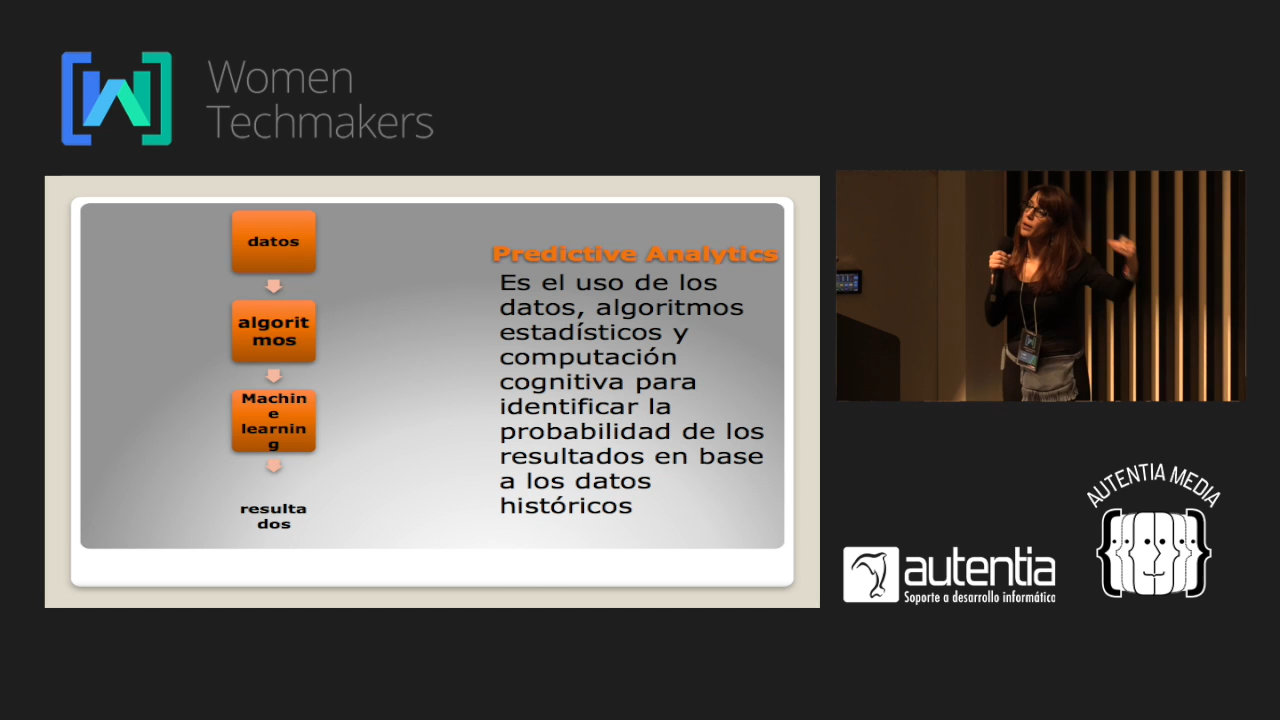 Women
Techmakers
datos
algorit
mos
Machin
e
learnin
g
resulta
dos
Predictive Analytics
Es el uso de los
datos, algoritmos
estadísticos y
computación
cognitiva para
identificar la
probabilidad de los
resultados en base
a los datos
históricos
AUTENTIA MEDIA
autentia
Soporte a desarrollo informático